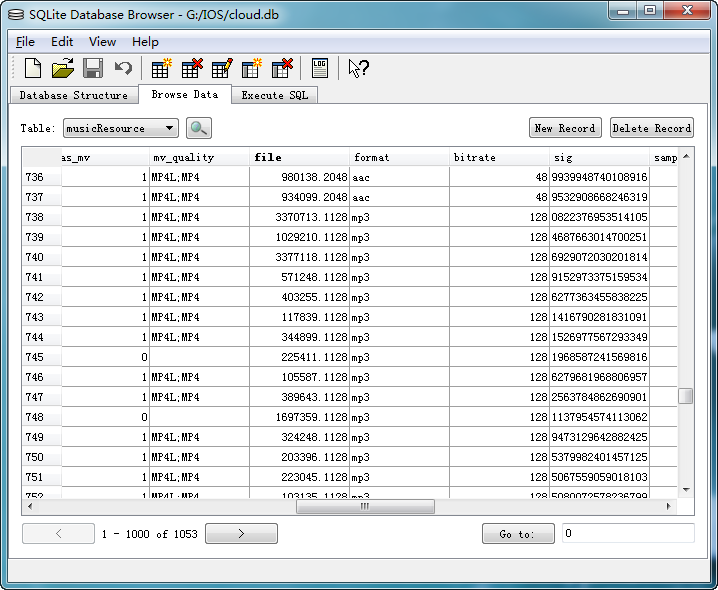 SQLite Database Browser - G:/IOS/cloud.db
File Edit View Help
LOG
Database Structure Browse Data Execute SQL
Table: musicResource New Record Delete Record
as_mv mv_quality file format bitrate sig samp
736 1 MP4L;MP4 980138.2048 aac 48 9939948740108916
737 1 MP4L;MP4 934099.2048 aac 48 9532908668246319
738 1 MP4L;MP4 3370713.1128 mp3 128 0822376953514105
739 1 MP4L;MP4 1029210.1128 mp3 128 4687663014700251
740 1 MP4L;MP4 3377118.1128 mp3 128 6929072030201814
741 1 MP4L;MP4 571248.1128 mp3 128 9152973375159534
742 1 MP4L;MP4 403255.1128 mp3 128 6277363455838225
743 1 MP4L;MP4 117839.1128 mp3 128 1416790281831091
744 1 MP4L;MP4 344899.1128 mp3 128 1526977567293349
745 0 225411.1128 mp3 128 1968587241569816
746 1 MP4L;MP4 105587.1128 mp3 128 6279681968806957
747 1 MP4L;MP4 389643.1128 mp3 128 2563784862690901
748 0 1697359.1128 mp3 128 1137954574113062
749 1 MP4L;MP4 324248.1128 mp3 128 9473129642882425
750 1 MP4L;MP4 203396.1128 mp3 128 5379982401457125
751 1 MP4L;MP4 223045.1128 mp3 128 5067559059018103
752 1 MP4L;MP4 103135.1128 mp3 128 5080072578236799
< 1 - 1000 of 1053 > Go to: 0